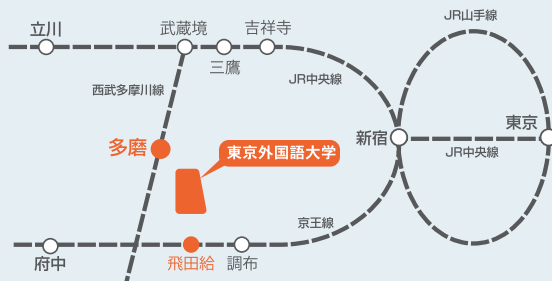 JR山手線
立川
武蔵境
吉祥寺
三鷹
JR中央線
西武多摩川線
東京
新宿
多磨
東京外国語大学
JR中央線
京王線
府中
飛田給
調布